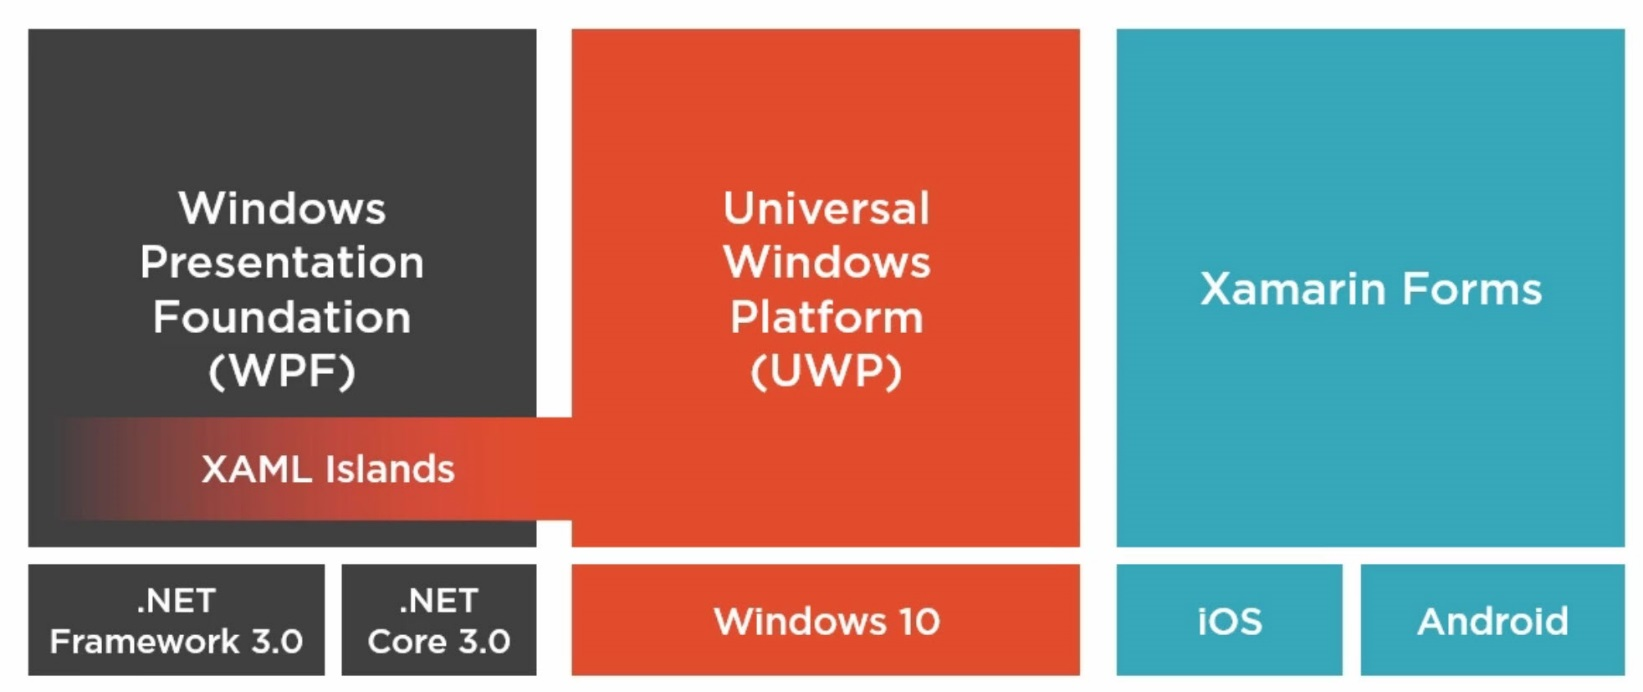 Windows
Presentation
Foundation
(WPF)
XAML Islands
.NET
Framework 3.0
.NET
Core 3.0
Universal
Windows
Platform
(UWP)
Windows 10
Xamarin Forms
iOS
Android